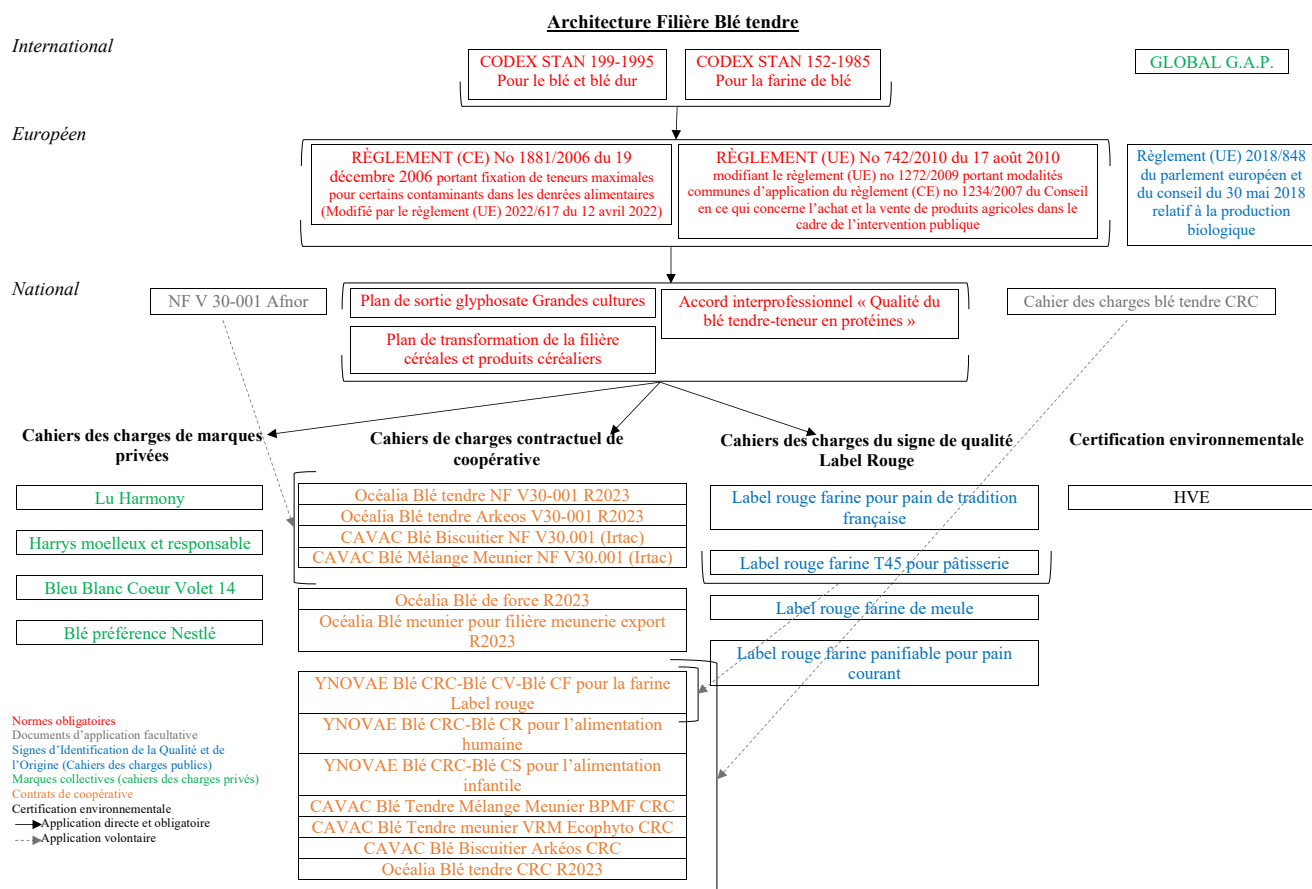 Architecture Filière Blé tendre
International
CODEX STAN 199-1995
Pour le blé et blé dur
CODEX STAN 152-1985
Pour la farine de blé
GLOBAL G.A.P.
Européen
RÈGLEMENT (CE) No 1881/2006 du 19
décembre 2006 portant fixation de teneurs maximales
pour certains contaminants dans les denrées alimentaires
(Modifié par le règlement (UE) 2022/617 du 12 avril 2022)
RÈGLEMENT (UE) No 742/2010 du 17 août 2010
modifiant le règlement (UE) no 1272/2009 portant modalités
communes d’application du règlement (CE) no 1234/2007 du Conseil
en ce qui concerne l’achat et la vente de produits agricoles dans le
cadre de l’intervention publique
Règlement (UE) 2018/848
du parlement européen et
du conseil du 30 mai 2018
relatif à la production
biologique
National
NF V 30-001 Afnor
Plan de sortie glyphosate Grandes cultures
Accord interprofessionnel « Qualité du
blé tendre-teneur en protéines »
Plan de transformation de la filière
céréales et produits céréaliers
Cahier des charges blé tendre CRC
Cahiers des charges de marques
privées
Lu Harmony
Harrys moelleux et responsable
Bleu Blanc Coeur Volet 14
Blé préférence Nestlé
Cahiers de charges contractuel de
coopérative
Océalia Blé tendre NF V30-001 R2023
Océalia Blé tendre Arkeos V30-001 R2023
CAVAC Blé Biscuitier NF V30.001 (Irtac)
CAVAC Blé Mélange Meunier NF V30.001 (Irtac)
Océalia Blé de force R2023
Océalia Blé meunier pour filière meunerie export
R2023
YNOVAE Blé CRC-Blé CV-Blé CF pour la farine
Label rouge
YNOVAE Blé CRC-Blé CR pour l’alimentation
humaine
YNOVAE Blé CRC-Blé CS pour l’alimentation
infantile
CAVAC Blé Tendre Mélange Meunier BPMF CRC
CAVAC Blé Tendre meunier VRM Ecophyto CRC
CAVAC Blé Biscuitier Arkéos CRC
Océalia Blé tendre CRC R2023
Cahiers des charges du signe de qualité
Label Rouge
Label rouge farine pour pain de tradition
française
Label rouge farine T45 pour pâtisserie
Label rouge farine de meule
Label rouge farine panifiable pour pain
courant
Certification environnementale
HVE
Normes obligatoires
Documents d’application facultative
Signes d’Identification de la Qualité et de
l’Origine (Cahiers des charges publics)
Marques collectives (cahiers des charges privés)
Contrats de coopérative
Certification environnementale
Application directe et obligatoire
Application volontaire